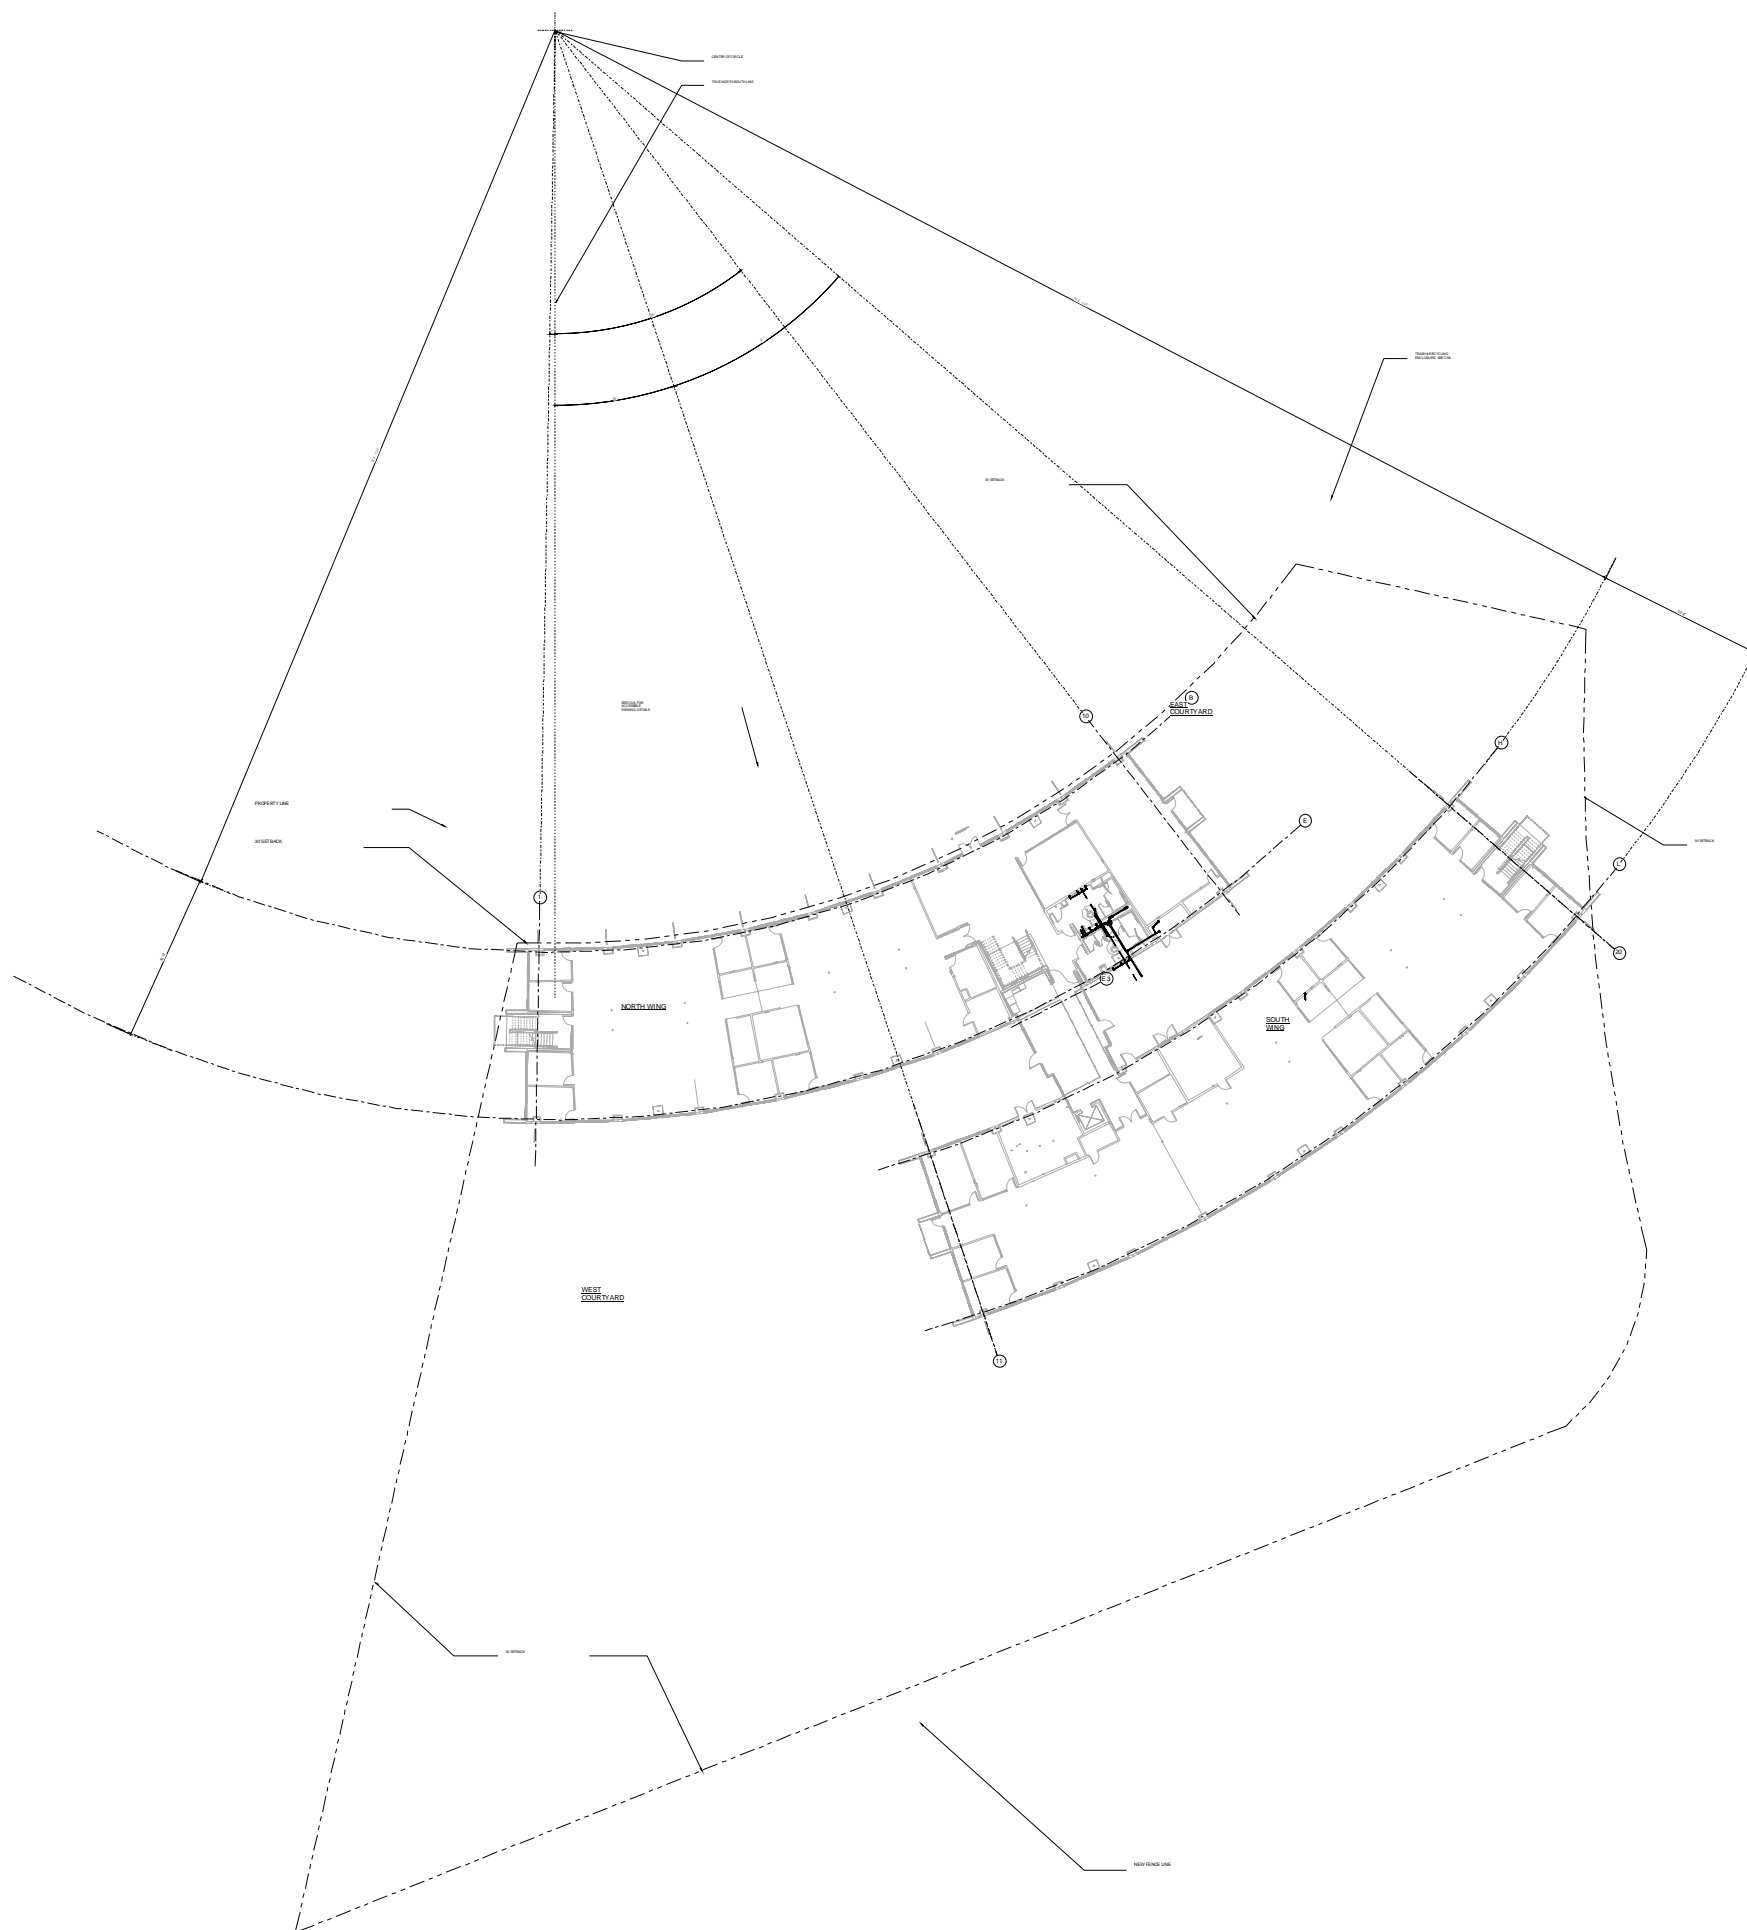 CENTER OF CIRCLE
TRUE NORTH SOUTH LINE
TRASH & RECYCLING
ENCLOSURE, SEE CIVIL
30' SETBACK
B
EAST
COURTYARD
SEE CIVIL FOR
ACCESSIBLE
PARKING DETAILS
10
H
PROPERTY LINE
E
30' SETBACK
30' SETBACK
L
1
20
E.3
NORTH WING
SOUTH
WING
WEST
COURTYARD
11
30' SETBACK
NEW FENCE LINE